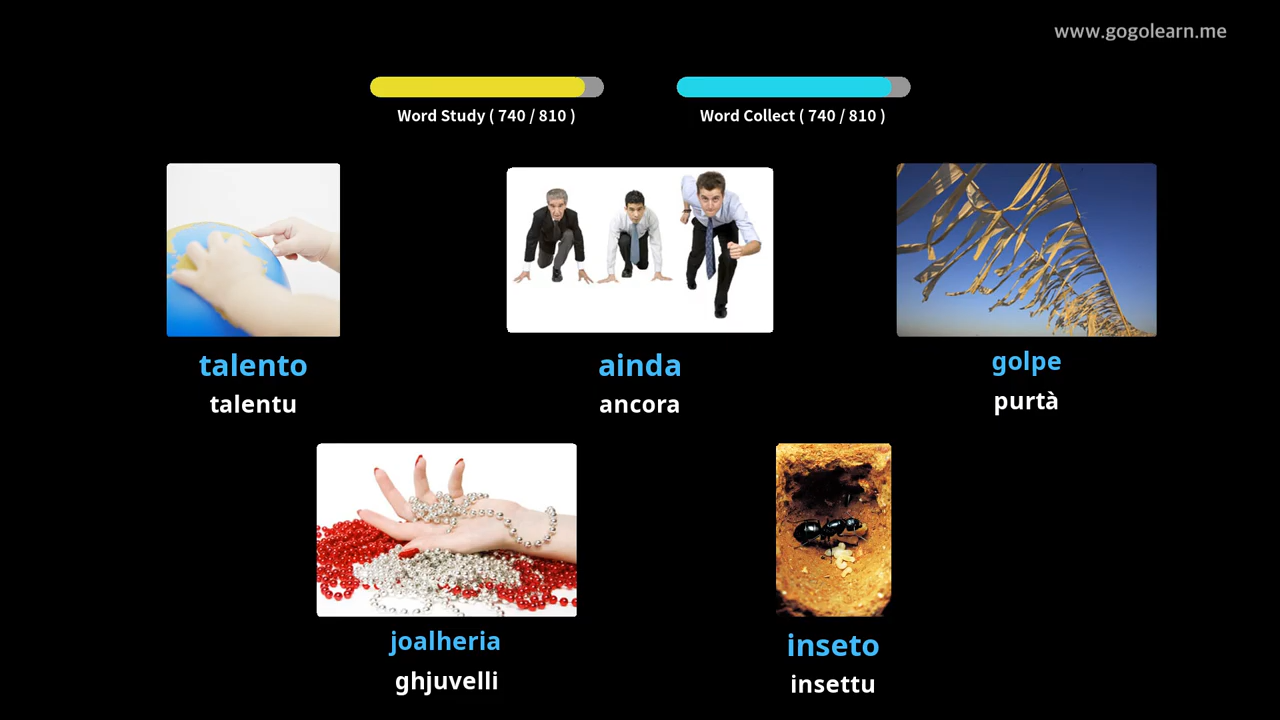 www.gogolearn.me
Word Study ( 740 / 810 )
Word Collect ( 740 / 810 )
talento
talentu
ainda
ancora
golpe
purtà
joalheria
ghjuvelli
inseto
insettu